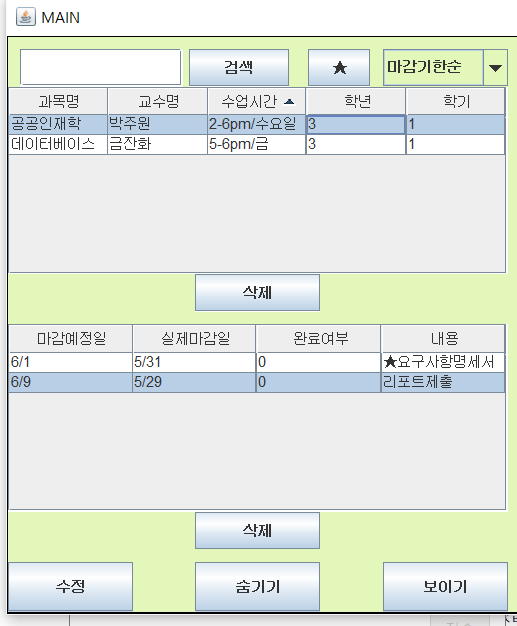 MAIN
검색 ★ 마감기한순
과목명 교수명 수업시간 학년 학기
공공인재학 박주원 2-6pm/수요일 3 1
데이터베이스 금잔화 5-6pm/금 3 1
삭제
마감예정일 실제마감일 완료여부 내용
6/1 5/31 0 ★요구사항명세서
6/9 5/29 0 리포트제출
삭제
수정 숨기기 보이기